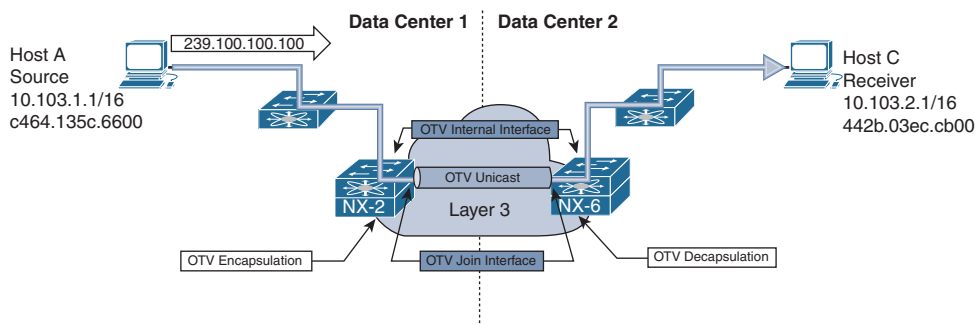 Data Center 1
Data Center 2
239.100.100.100
Host A
Source
10.103.1.1/16
c464.135c.6600
Host C
Receiver
10.103.2.1/16
442b.03ec.cb00
OTV Internal Interface
OTV Unicast
NX-2
NX-6
Layer 3
OTV Encapsulation
OTV Join Interface
OTV Decapsulation